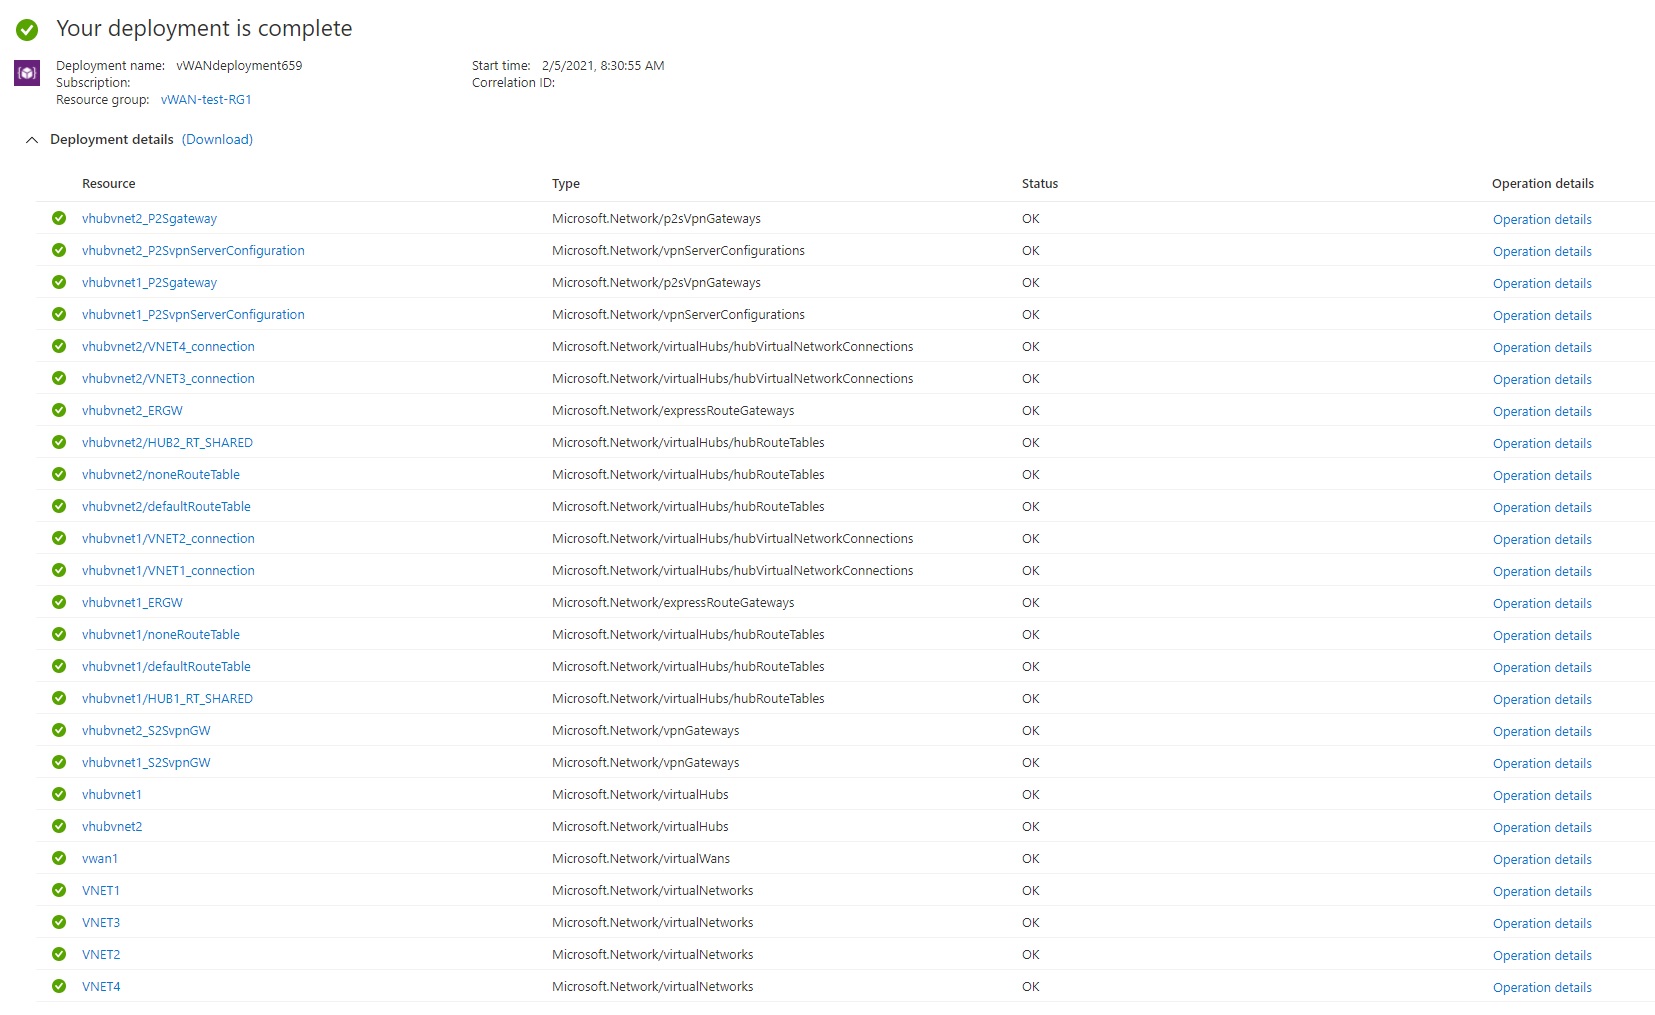 Your deployment is complete
Deployment name: vWANdeployment659 Start time: 2/5/2021, 8:30:55 AM
Subscription: Correlation ID:
Resource group: vWAN-test-RG1
Deployment details (Download)
Resource Type Status Operation details
vhubvnet2_P2Sgateway Microsoft.Network/p2sVpnGateways OK Operation details
vhubvnet2_P2SvpnServerConfiguration Microsoft.Network/vpnServerConfigurations OK Operation details
vhubvnet1_P2Sgateway Microsoft.Network/p2sVpnGateways OK Operation details
vhubvnet1_P2SvpnServerConfiguration Microsoft.Network/vpnServerConfigurations OK Operation details
vhubvnet2/VNET4_connection Microsoft.Network/virtualHubs/hubVirtualNetworkConnections OK Operation details
vhubvnet2/VNET3_connection Microsoft.Network/virtualHubs/hubVirtualNetworkConnections OK Operation details
vhubvnet2_ERGW Microsoft.Network/expressRouteGateways OK Operation details
vhubvnet2/HUB2_RT_SHARED Microsoft.Network/virtualHubs/hubRouteTables OK Operation details
vhubvnet2/noneRouteTable Microsoft.Network/virtualHubs/hubRouteTables OK Operation details
vhubvnet2/defaultRouteTable Microsoft.Network/virtualHubs/hubRouteTables OK Operation details
vhubvnet1/VNET2_connection Microsoft.Network/virtualHubs/hubVirtualNetworkConnections OK Operation details
vhubvnet1/VNET1_connection Microsoft.Network/virtualHubs/hubVirtualNetworkConnections OK Operation details
vhubvnet1_ERGW Microsoft.Network/expressRouteGateways OK Operation details
vhubvnet1/noneRouteTable Microsoft.Network/virtualHubs/hubRouteTables OK Operation details
vhubvnet1/defaultRouteTable Microsoft.Network/virtualHubs/hubRouteTables OK Operation details
vhubvnet1/HUB1_RT_SHARED Microsoft.Network/virtualHubs/hubRouteTables OK Operation details
vhubvnet2_S2SvpnGW Microsoft.Network/vpnGateways OK Operation details
vhubvnet1_S2SvpnGW Microsoft.Network/vpnGateways OK Operation details
vhubvnet1 Microsoft.Network/virtualHubs OK Operation details
vhubvnet2 Microsoft.Network/virtualHubs OK Operation details
vwan1 Microsoft.Network/virtualWans OK Operation details
VNET1 Microsoft.Network/virtualNetworks OK Operation details
VNET3 Microsoft.Network/virtualNetworks OK Operation details
VNET2 Microsoft.Network/virtualNetworks OK Operation details
VNET4 Microsoft.Network/virtualNetworks OK Operation details